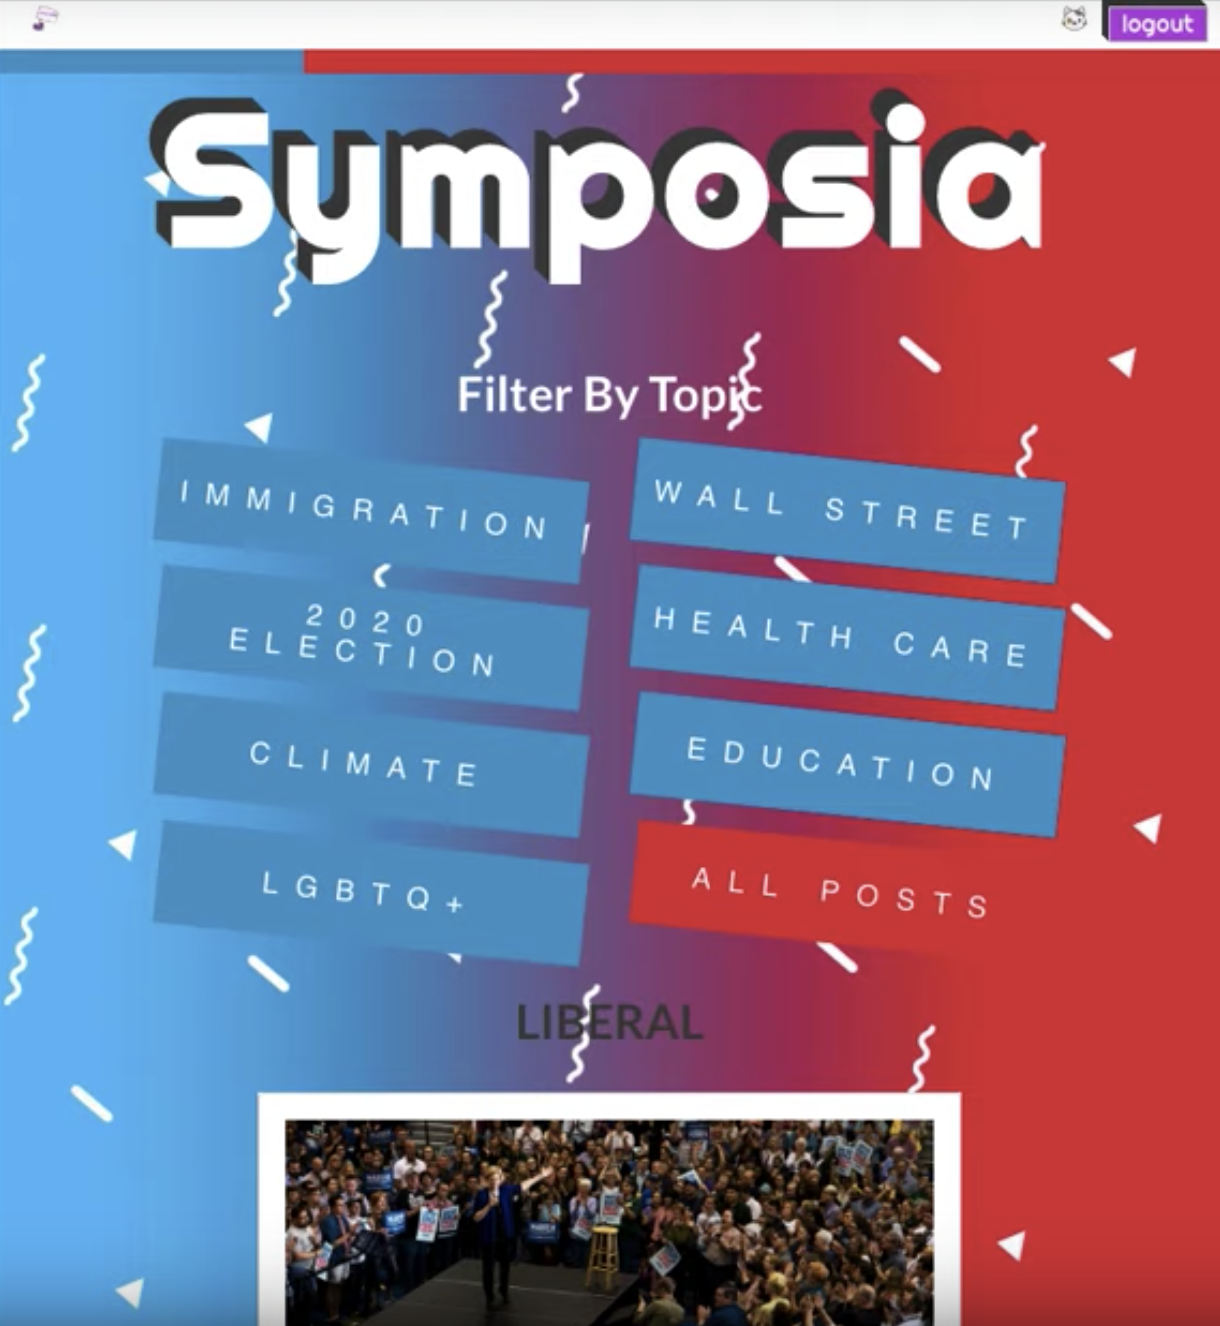 logout
Symposia
Filter By Topic
IMMIGRATION
WALL STREET
2020
ELECTION
HEALTH CARE
CLIMATE
EDUCATION
LGBTQ+
ALL POSTS
LIBERAL